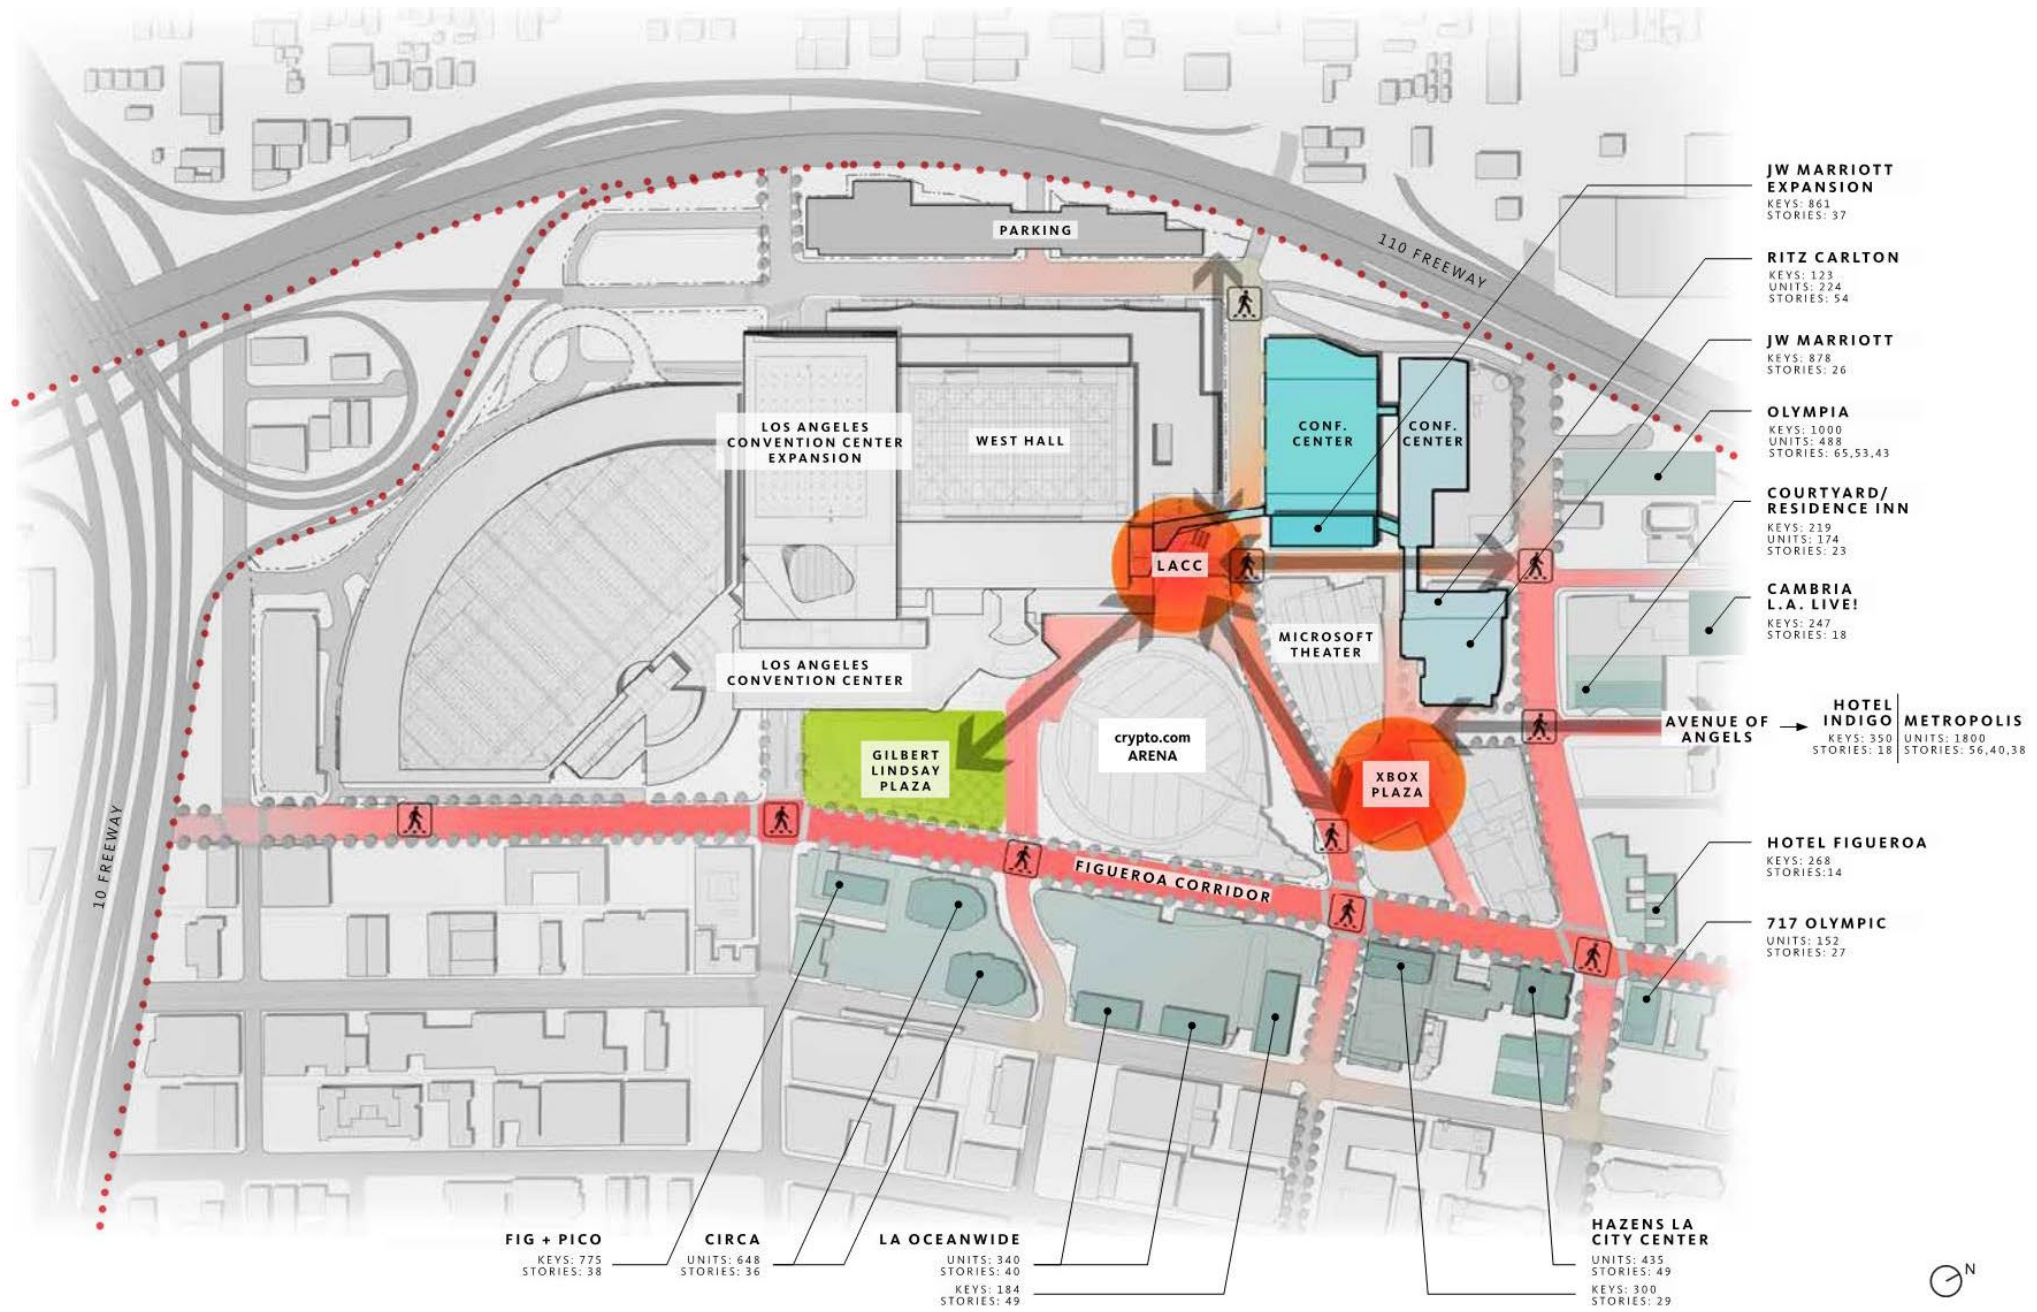 JW MARRIOTT
EXPANSION
KEYS: 861
STORIES: 37
RITZ CARLTON
KEYS: 123
UNITS: 224
STORIES: 54
JW MARRIOTT
KEYS: 878
STORIES: 26
OLYMPIA
KEYS: 1000
UNITS: 488
STORIES: 65,53,43
COURTYARD/
RESIDENCE INN
KEYS: 219
UNITS: 174
STORIES: 23
CAMBRIA
L.A. LIVE!
KEYS: 247
STORIES: 18
AVENUE OF
ANGELS
HOTEL
INDIGO
KEYS: 350
STORIES: 18
METROPOLIS
UNITS: 1800
STORIES: 56,40,38
HOTEL FIGUEROA
KEYS: 268
STORIES:14
717 OLYMPIC
UNITS: 152
STORIES: 27
PARKING
110 FREEWAY
LOS ANGELES
CONVENTION CENTER
EXPANSION
WEST HALL
CONF.
CENTER
CONF.
CENTER
LACC
MICROSOFT
THEATER
LOS ANGELES
CONVENTION CENTER
GILBERT
LINDSAY
PLAZA
crypto.com
ARENA
XBOX
PLAZA
10 FREEWAY
FIGUEROA CORRIDOR
FIG + PICO
KEYS: 775
STORIES: 38
CIRCA
UNITS: 648
STORIES: 36
LA OCEANWIDE
UNITS: 340
STORIES: 40
KEYS: 184
STORIES: 49
HAZENS LA
CITY CENTER
UNITS: 435
STORIES: 49
KEYS: 300
STORIES: 29
N